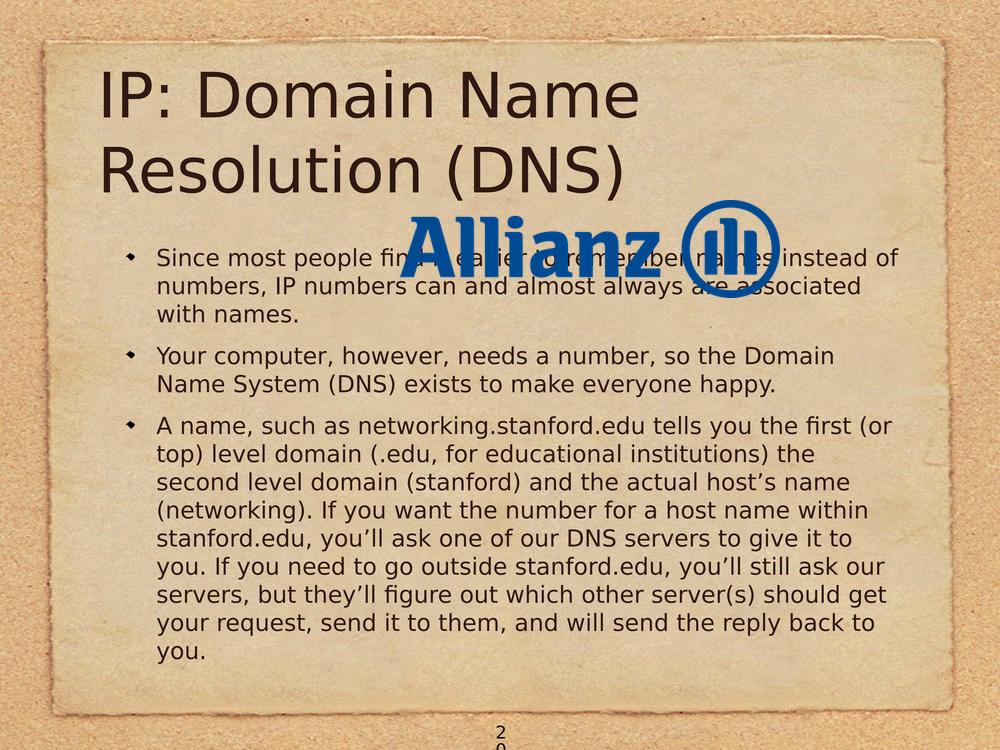 IP: Domain Name
Resolution (DNS)
Allianz
Since most people find it easier to remember names instead of
numbers, IP numbers can and almost always are associated
with names.
Your computer, however, needs a number, so the Domain
Name System (DNS) exists to make everyone happy.
A name, such as networking.stanford.edu tells you the first (or
top) level domain (.edu, for educational institutions) the
second level domain (stanford) and the actual host’s name
(networking). If you want the number for a host name within
stanford.edu, you’ll ask one of our DNS servers to give it to
you. If you need to go outside stanford.edu, you’ll still ask our
servers, but they’ll figure out which other server(s) should get
your request, send it to them, and will send the reply back to
you.
2
0